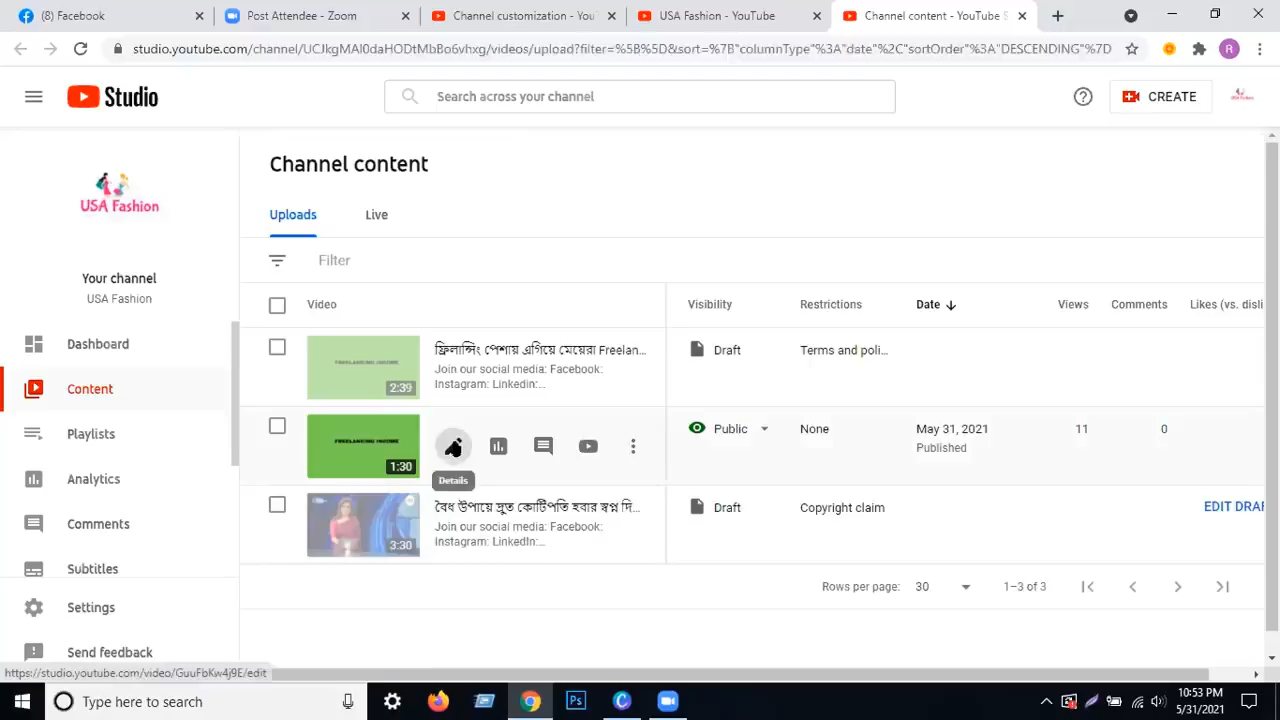 (8) Facebook
Post Attendee - Zoom
Channel customization - YouT
USA Fashion - YouTube
Channel content - YouTube S
studio.youtube.com/channel/UCJkgMAl0daHODtMbBo6vhxg/videos/upload?filter=%5B%5D&sort=%7B"columnType"%3A"date"%2C"sortOrder"%3A"DESCENDING"%7D
R
Studio
Search across your channel
CREATE
USA Fashion
Your channel
USA Fashion
Dashboard
Content
Playlists
Analytics
Comments
Subtitles
Settings
Send feedback
Channel content
Uploads
Live
Filter
Video
Visibility
Restrictions
Date
Views
Comments
Likes (vs. disli
FREELANCING INCOME
2:39
ফ্রিলান্সিং পেশায় এগিয়ে মেয়েরা Freelan...
Join our social media: Facebook:
Instagram: Linkedin:...
Draft
Terms and poli...
FREELANCING INCOME
1:30
Details
Public
None
May 31, 2021
Published
11
0
3:30
বৈধ উপায়ে দ্রুত কোটিপতি হবার স্বপ্ন দি...
Join our social media: Facebook:
Instagram: LinkedIn:...
Draft
Copyright claim
EDIT DRAF
Rows per page:
30
1–3 of 3
https://studio.youtube.com/video/GuuFbKw4j9E/edit
Type here to search
Ps
10:53 PM
5/31/2021